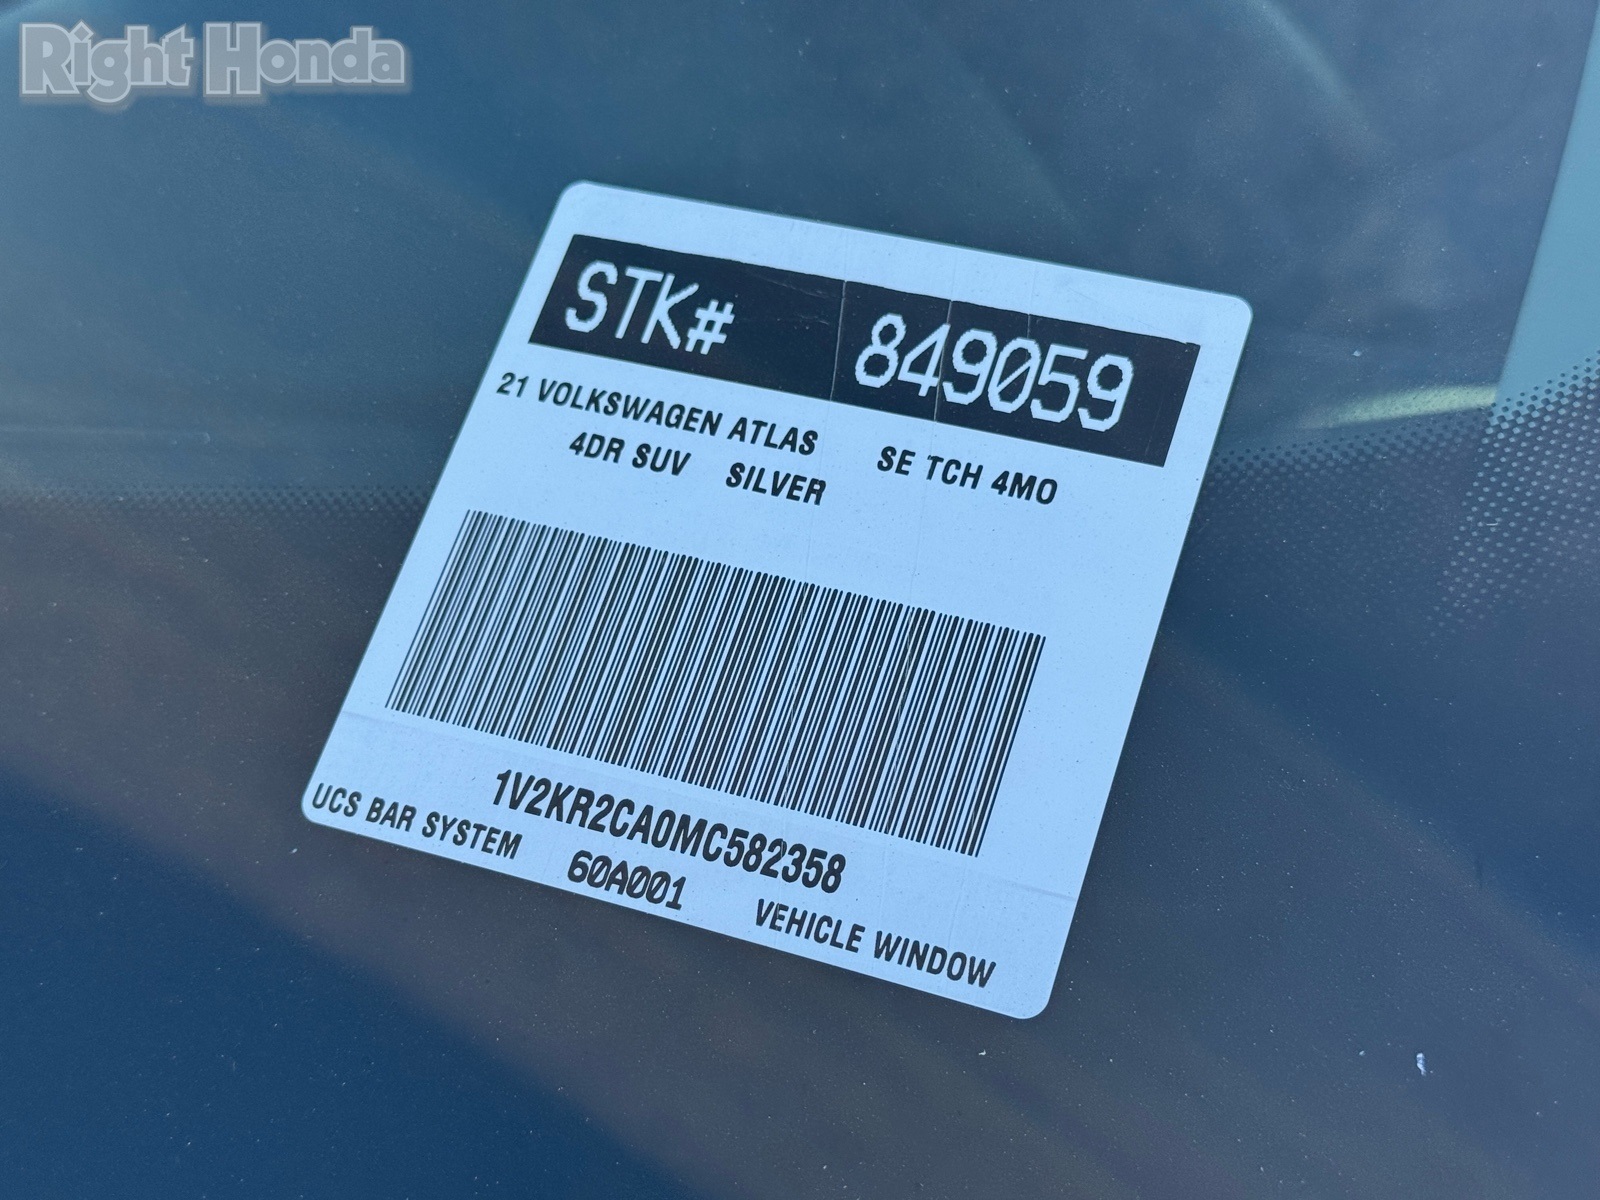 Right Honda
STK# 849059
21 VOLKSWAGEN ATLAS SE TCH 4MO
4DR SUV SILVER
1V2KR2CA0MC582358
UCS BAR SYSTEM 60A001 VEHICLE WINDOW